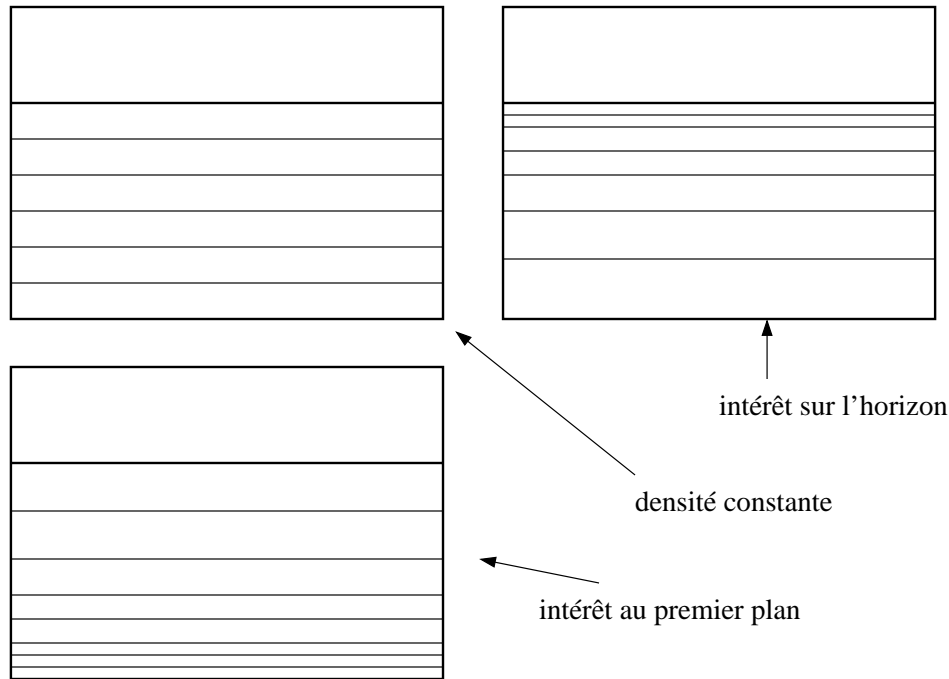 intérêt sur l’horizon
densité constante
intérêt au premier plan